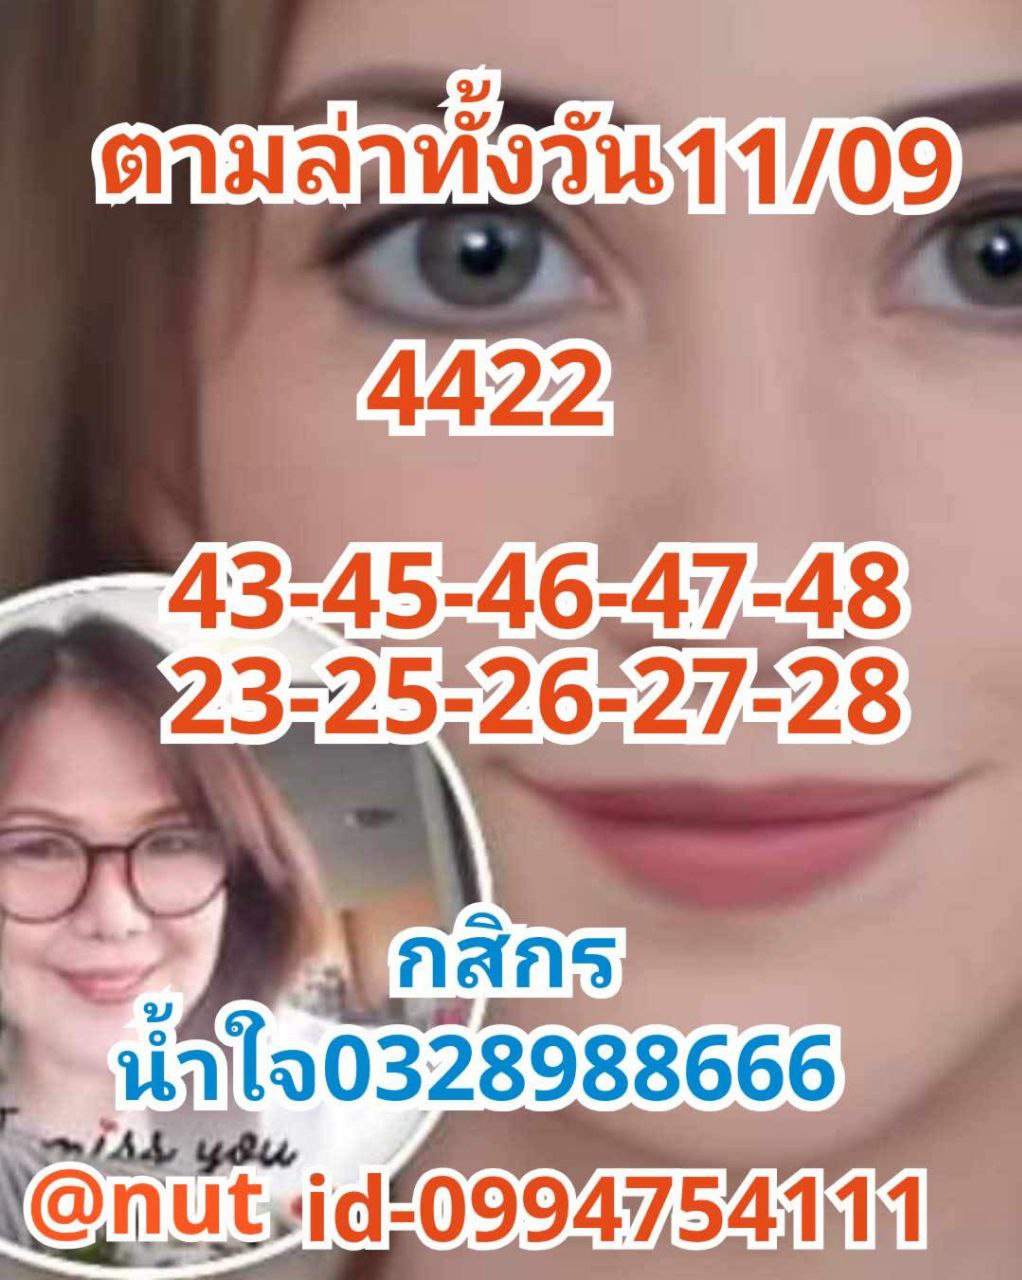 ตามล่าทั้งวัน11/09
4422
43-45-46-47-48
23-25-26-27-28
กสิกร
น้ำใจ0328988666
miss you
@nut id-0994754111